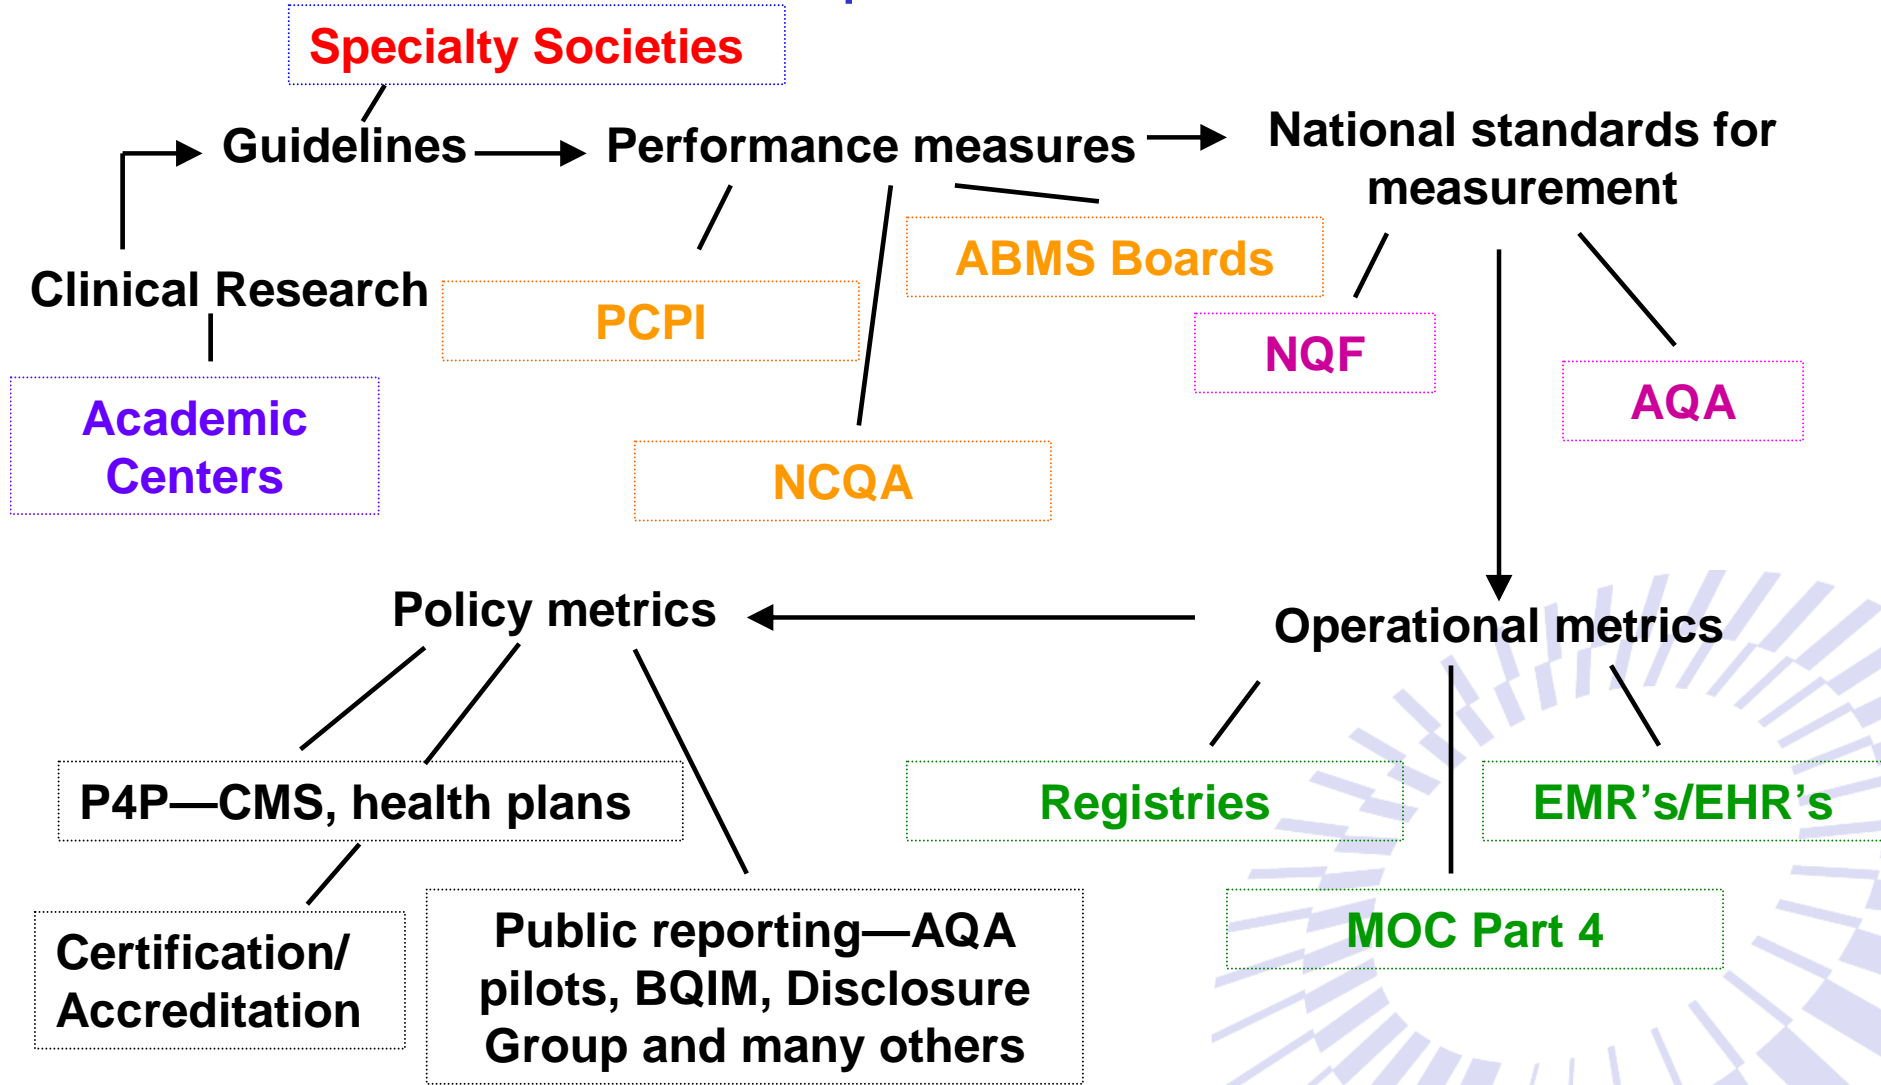 Specialty Societies
Guidelines
Performance measures
National standards for
measurement
Clinical Research
ABMS Boards
PCPI
NQF
AQA
Academic
Centers
NCQA
Policy metrics
Operational metrics
P4P—CMS, health plans
Registries
EMR’s/EHR’s
Certification/
Accreditation
Public reporting—AQA
pilots, BQIM, Disclosure
Group and many others
MOC Part 4